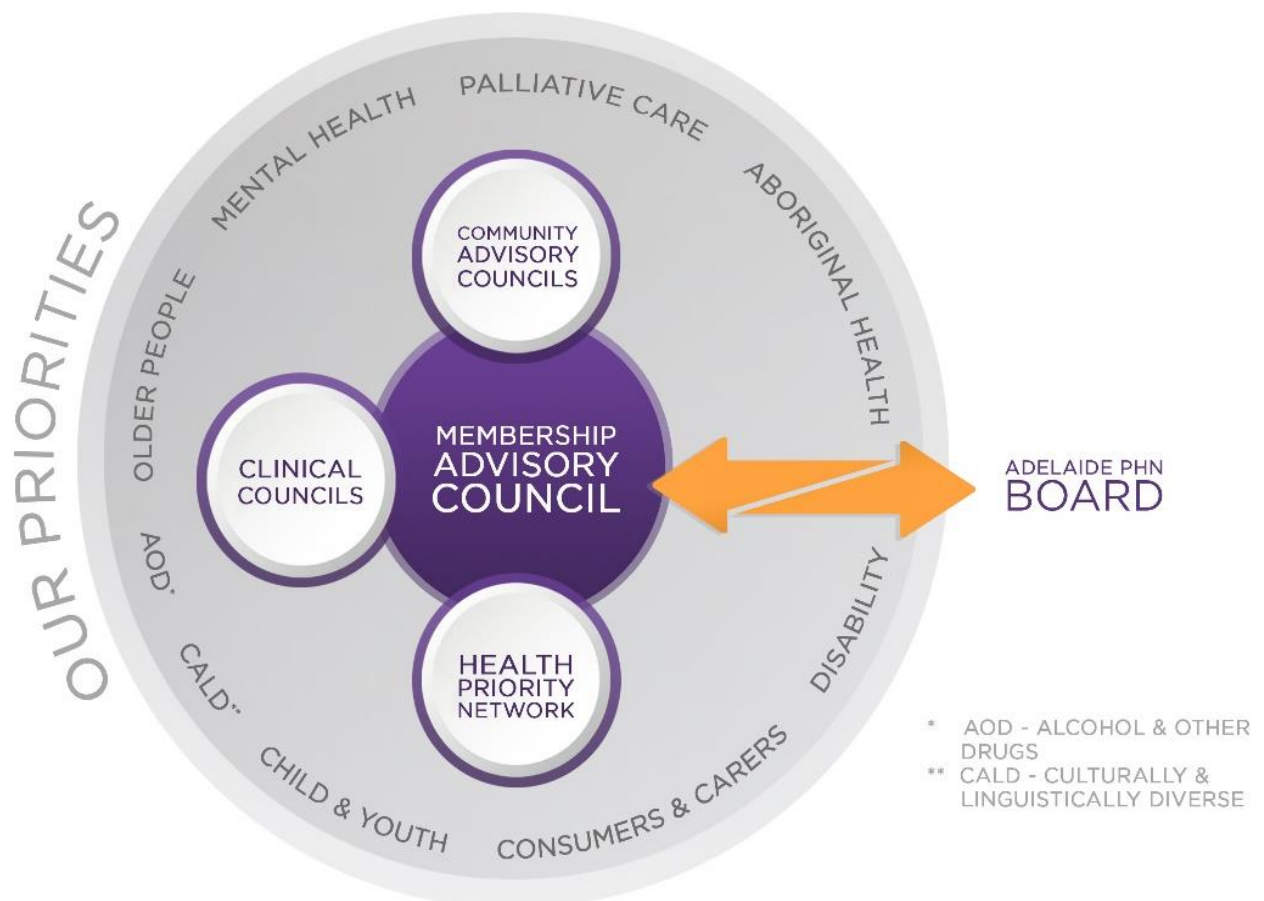 OUR PRIORITIES
PALLIATIVE CARE
MENTAL HEALTH
ABORIGINAL HEALTH
OLDER PEOPLE
COMMUNITY
ADVISORY
COUNCILS
CLINICAL
COUNCILS
MEMBERSHIP
ADVISORY
COUNCIL
ADELAIDE PHN
BOARD
AOD*
CALD**
HEALTH
PRIORITY
NETWORK
DISABILITY
CHILD & YOUTH
CONSUMERS & CARERS
* AOD - ALCOHOL & OTHER
DRUGS
** CALD - CULTURALLY &
LINGUISTICALLY DIVERSE